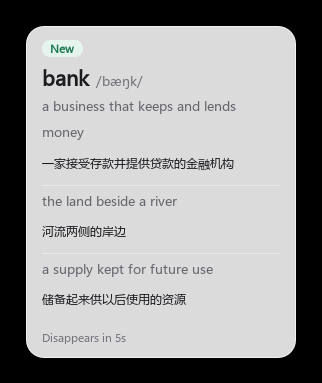 New
bank /bæŋk/
a business that keeps and lends
money
一家接受存款并提供贷款的金融机构
the land beside a river
河流两侧的岸边
a supply kept for future use
储备起来供以后使用的资源
Disappears in 5s